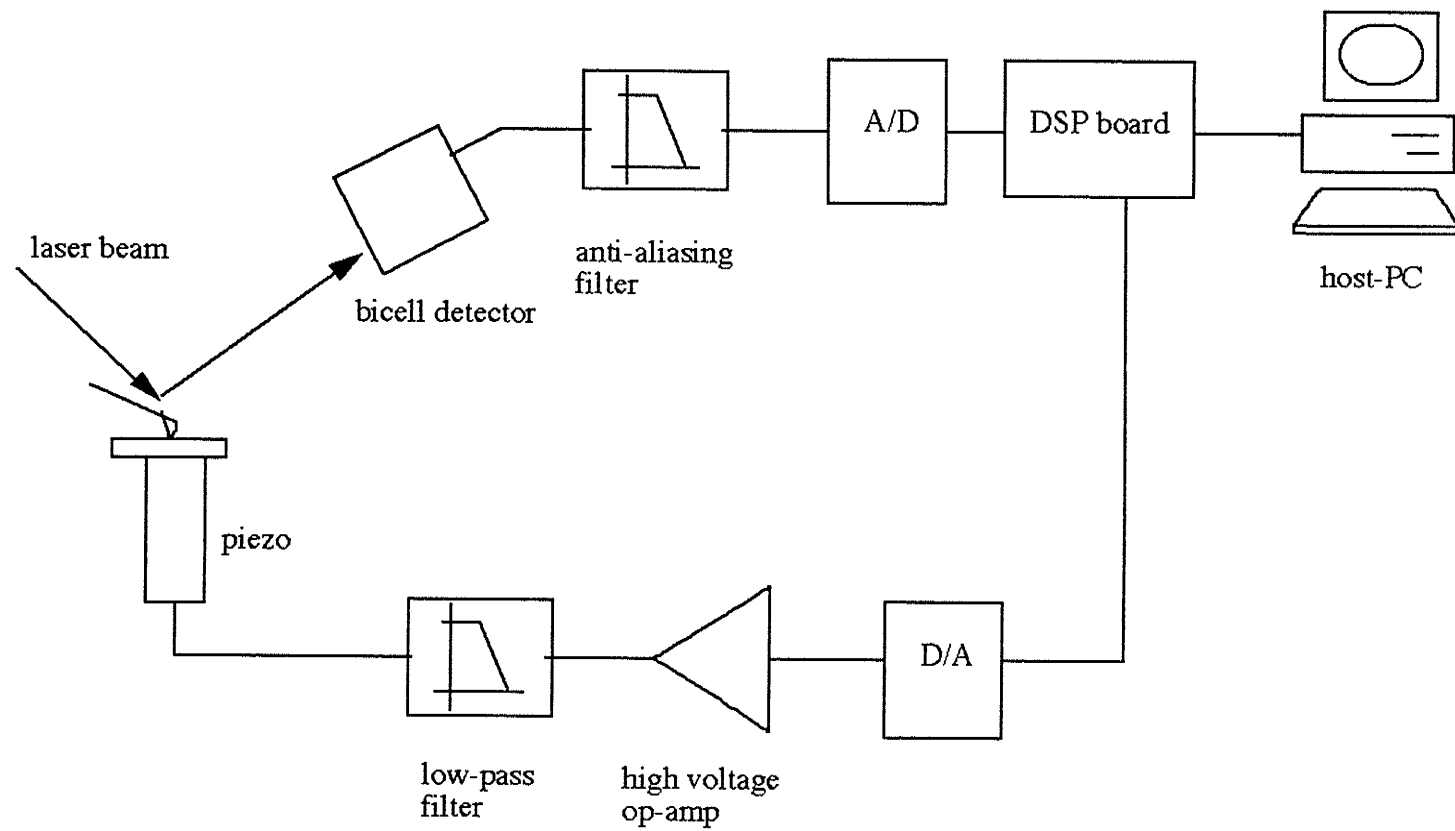 A/D
DSP board
laser beam
anti-aliasing
filter
host-PC
bicell detector
piezo
D/A
low-pass
filter
high voltage
op-amp